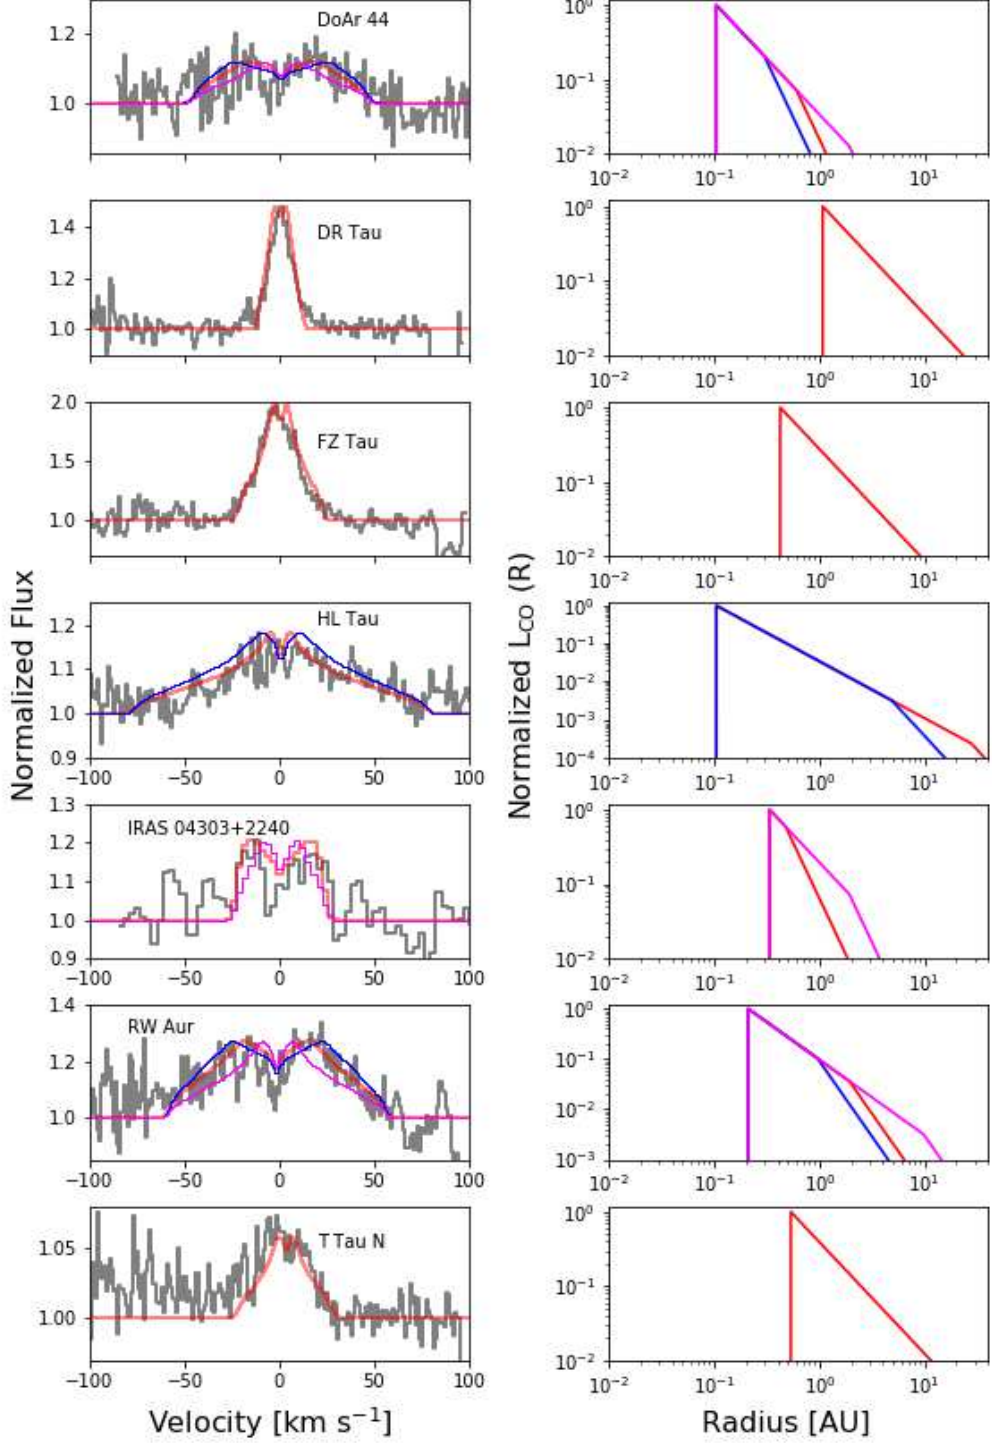 DoAr 44
1.2
1.0
10⁰
10⁻¹
10⁻²
10⁻² 10⁻¹ 10⁰ 10¹
DR Tau
1.4
1.2
1.0
10⁰
10⁻¹
10⁻²
10⁻² 10⁻¹ 10⁰ 10¹
FZ Tau
2.0
1.5
1.0
10⁰
10⁻¹
10⁻²
10⁻² 10⁻¹ 10⁰ 10¹
Normalized Flux
Normalized L_CO (R)
HL Tau
1.2
1.1
1.0
0.9
−100 −50 0 50 100
10⁰
10⁻¹
10⁻²
10⁻³
10⁻⁴
10⁻² 10⁻¹ 10⁰ 10¹
IRAS 04303+2240
1.3
1.2
1.1
1.0
0.9
−100 −50 0 50 100
10⁰
10⁻¹
10⁻²
10⁻² 10⁻¹ 10⁰ 10¹
RW Aur
1.4
1.2
1.0
−100 −50 0 50 100
10⁰
10⁻¹
10⁻²
10⁻³
10⁻² 10⁻¹ 10⁰ 10¹
T Tau N
1.05
1.00
−100 −50 0 50 100
10⁰
10⁻¹
10⁻²
10⁻² 10⁻¹ 10⁰ 10¹
Velocity [km s⁻¹]
Radius [AU]